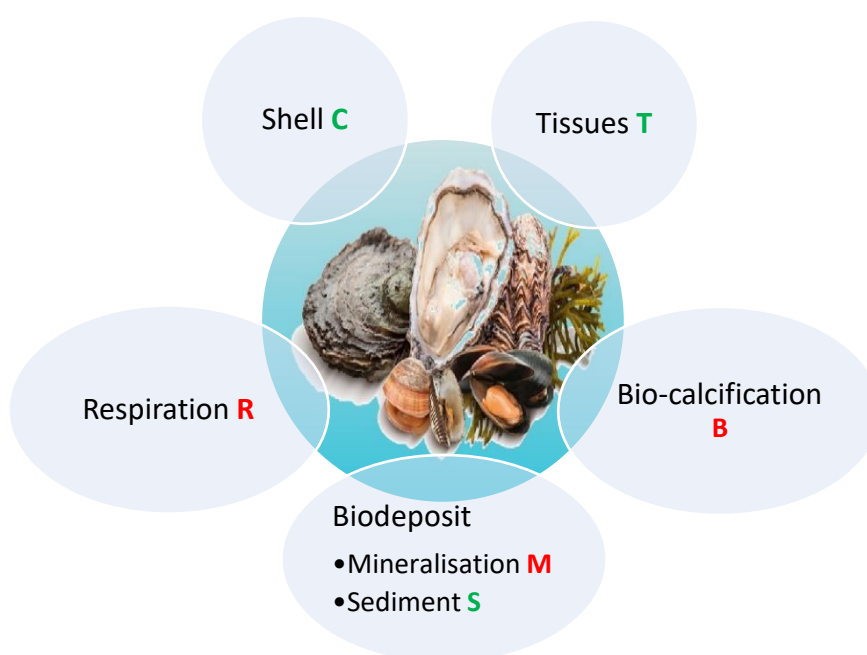 Shell C
Tissues T
Respiration R
Bio-calcification
B
Biodeposit
•Mineralisation M
•Sediment S